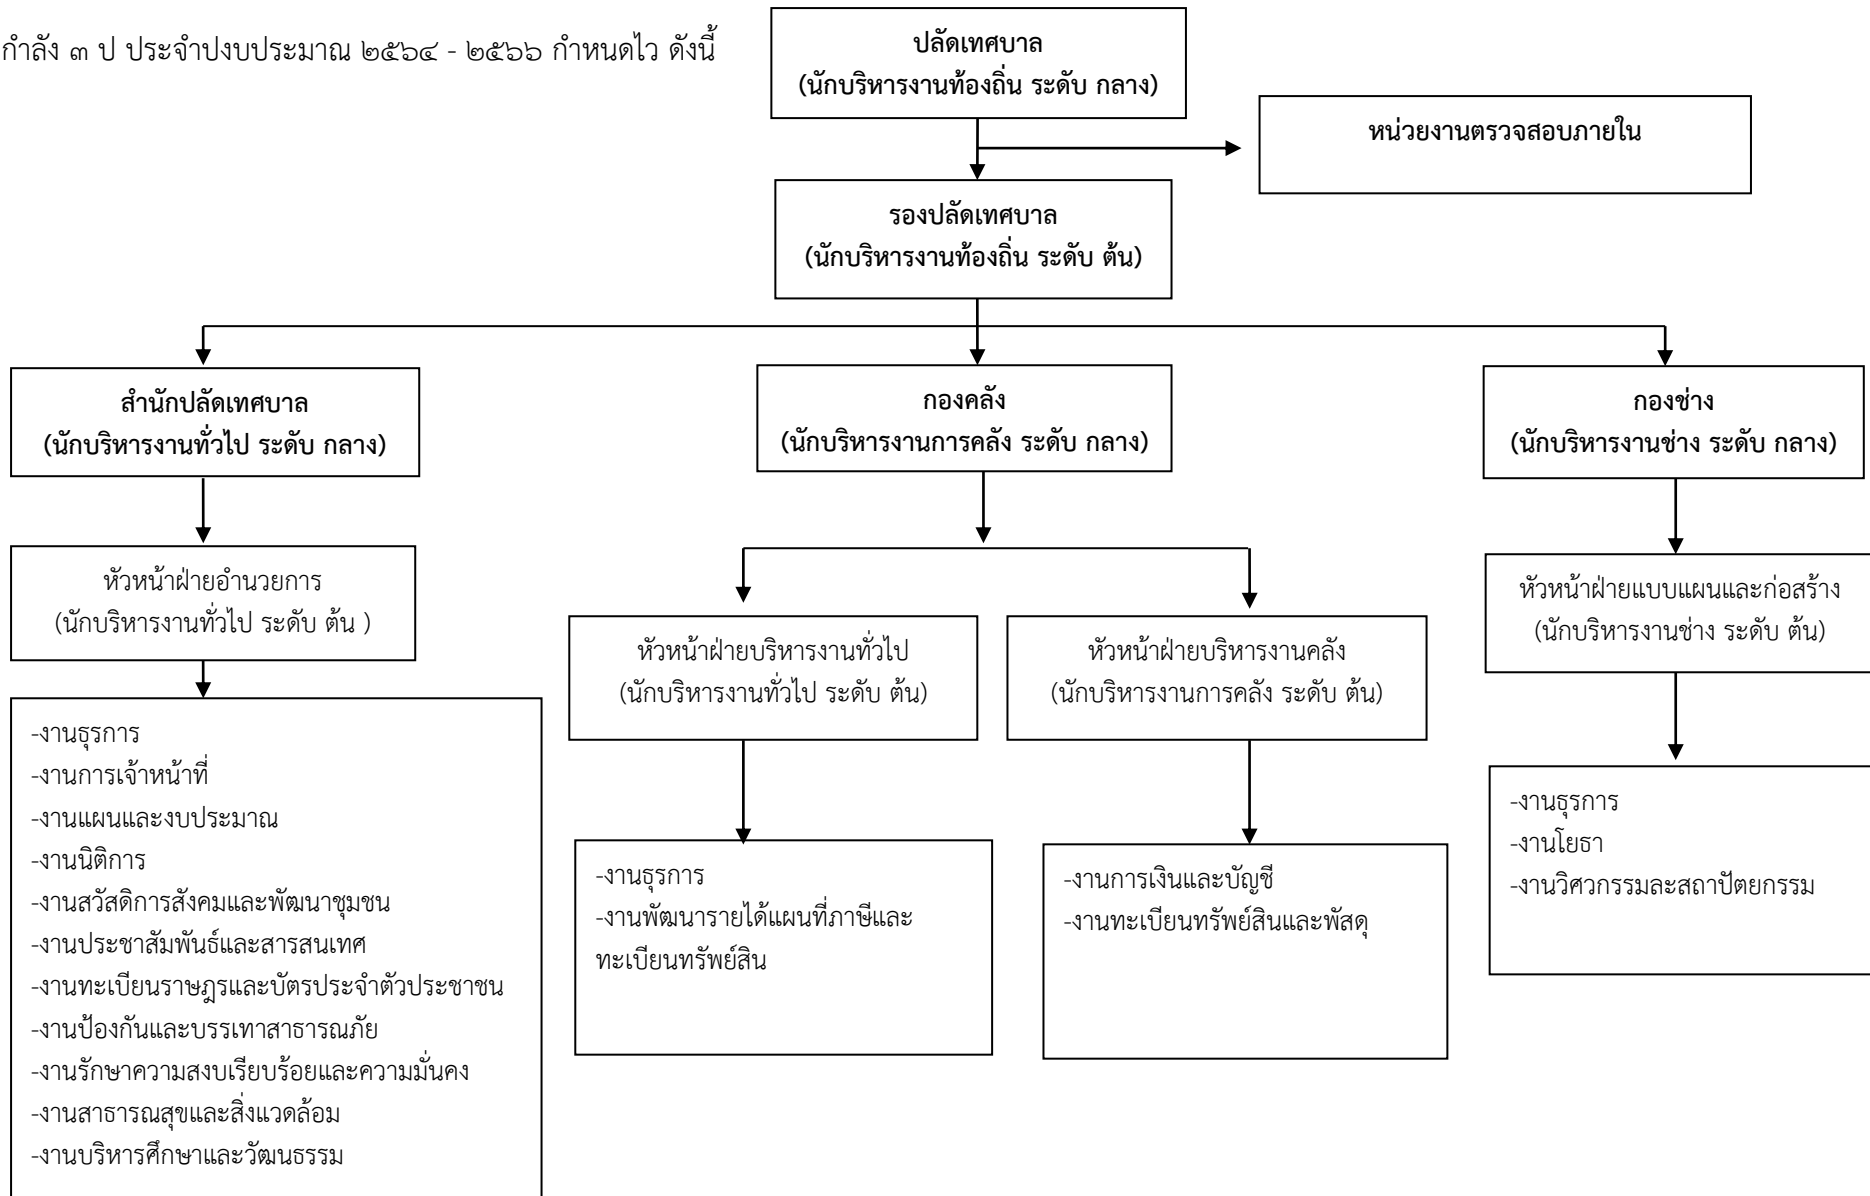 กำลัง ๓ ป ประจำปงบประมาณ ๒๕๖๔ - ๒๕๖๖ กำหนดไว ดังนี้
ปลัดเทศบาล
(นักบริหารงานท้องถิ่น ระดับ กลาง)
หน่วยงานตรวจสอบภายใน
รองปลัดเทศบาล
(นักบริหารงานท้องถิ่น ระดับ ต้น)
สำนักปลัดเทศบาล
(นักบริหารงานทั่วไป ระดับ กลาง)
กองคลัง
(นักบริหารงานการคลัง ระดับ กลาง)
กองช่าง
(นักบริหารงานช่าง ระดับ กลาง)
หัวหน้าฝ่ายอำนวยการ
(นักบริหารงานทั่วไป ระดับ ต้น )
หัวหน้าฝ่ายบริหารงานทั่วไป
(นักบริหารงานทั่วไป ระดับ ต้น)
หัวหน้าฝ่ายบริหารงานคลัง
(นักบริหารงานการคลัง ระดับ ต้น)
หัวหน้าฝ่ายแบบแผนและก่อสร้าง
(นักบริหารงานช่าง ระดับ ต้น)
-งานธุรการ
-งานการเจ้าหน้าที่
-งานแผนและงบประมาณ
-งานนิติการ
-งานสวัสดิการสังคมและพัฒนาชุมชน
-งานประชาสัมพันธ์และสารสนเทศ
-งานทะเบียนราษฎรและบัตรประจำตัวประชาชน
-งานป้องกันและบรรเทาสาธารณภัย
-งานรักษาความสงบเรียบร้อยและความมั่นคง
-งานสาธารณสุขและสิ่งแวดล้อม
-งานบริหารศึกษาและวัฒนธรรม
-งานธุรการ
-งานพัฒนารายได้แผนที่ภาษีและ
ทะเบียนทรัพย์สิน
-งานการเงินและบัญชี
-งานทะเบียนทรัพย์สินและพัสดุ
-งานธุรการ
-งานโยธา
-งานวิศวกรรมละสถาปัตยกรรม